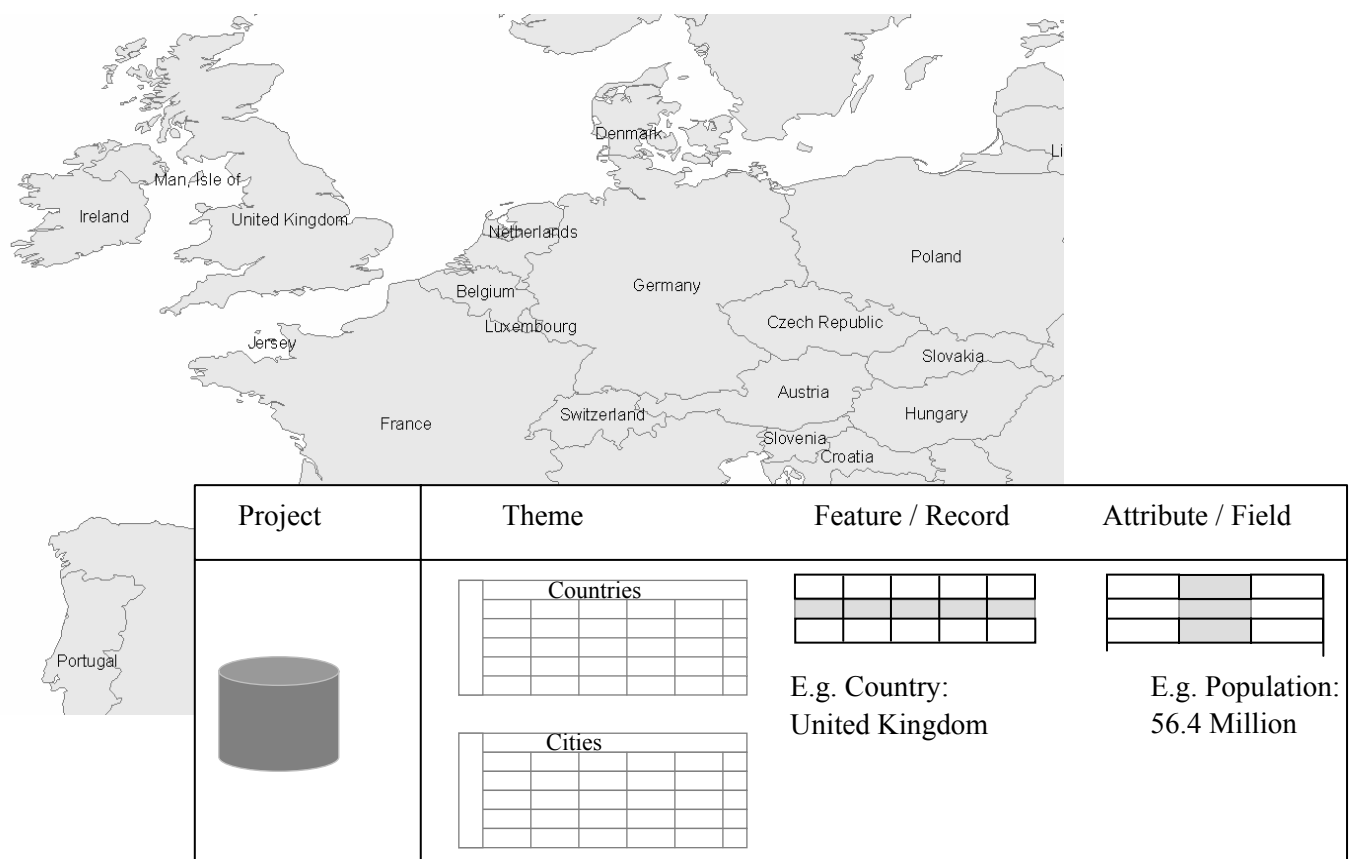 Denmark
Li
Man, Isle of
Ireland
United Kingdom
Netherlands
Poland
Belgium
Germany
Luxembourg
Czech Republic
Jersey
Slovakia
Austria
Switzerland
Hungary
France
Slovenia
Croatia
Portugal
Project
Theme
Feature / Record
Attribute / Field
Countries
Cities
E.g. Country:
United Kingdom
E.g. Population:
56.4 Million